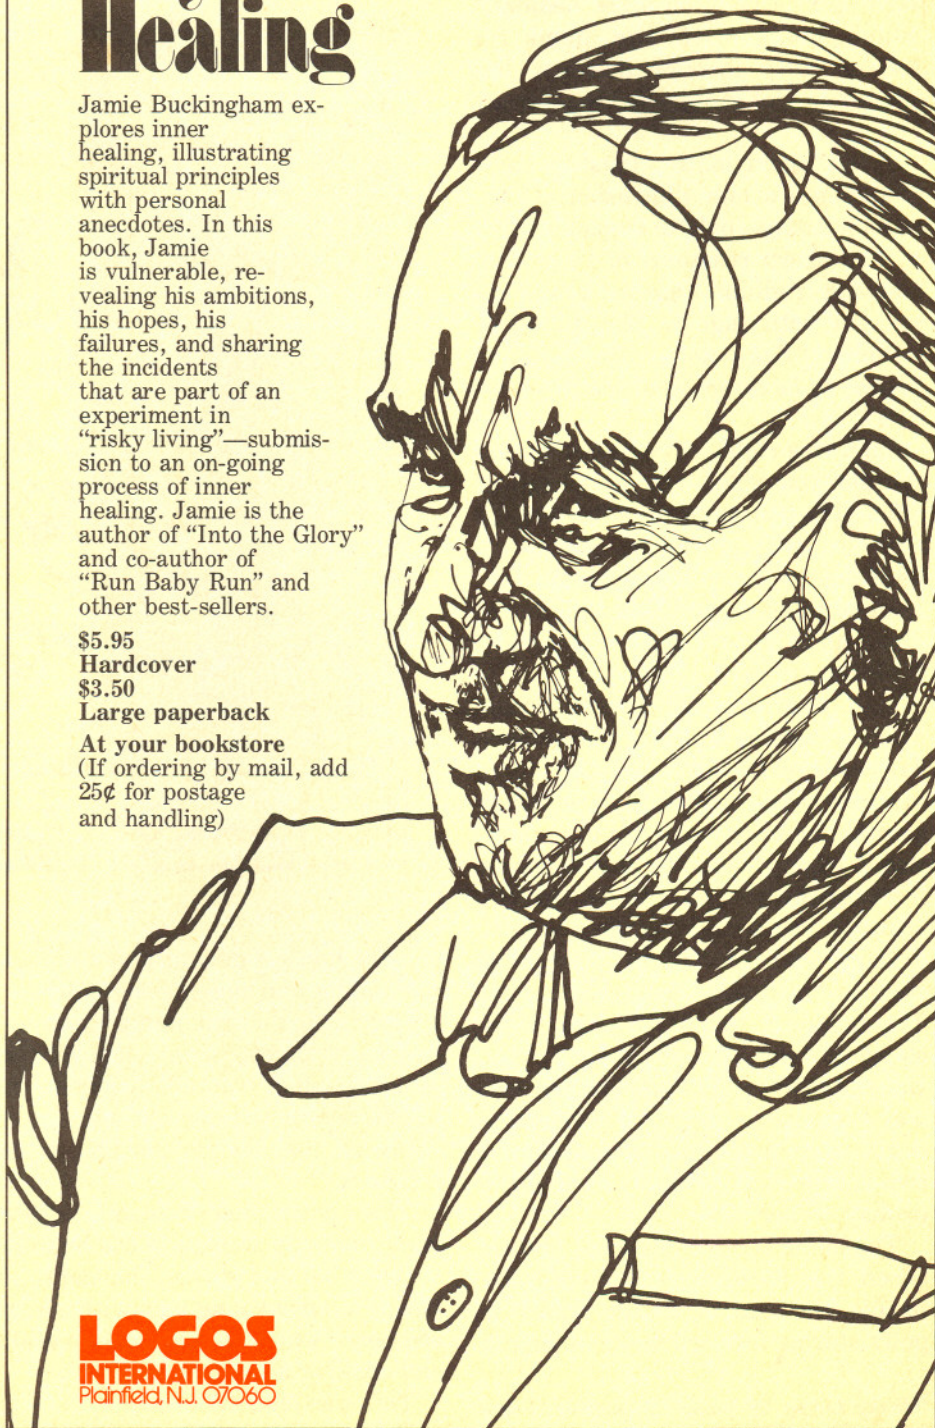 Healing
Jamie Buckingham ex-
plores inner
healing, illustrating
spiritual principles
with personal
anecdotes. In this
book, Jamie
is vulnerable, re-
vealing his ambitions,
his hopes, his
failures, and sharing
the incidents
that are part of an
experiment in
“risky living”—submis-
sion to an on-going
process of inner
healing. Jamie is the
author of “Into the Glory”
and co-author of
“Run Baby Run” and
other best-sellers.
$5.95
Hardcover
$3.50
Large paperback
At your bookstore
(If ordering by mail, add
25¢ for postage
and handling)
LOGOS
INTERNATIONAL
Plainfield, N.J. 07060